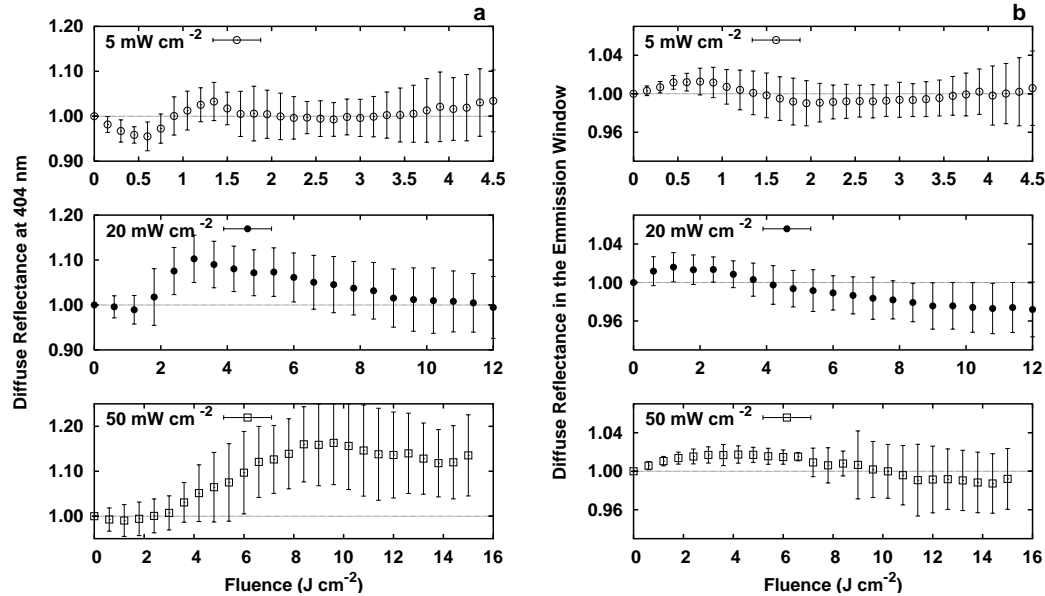 a
Diffuse Reflectance at 404 nm
5 mW cm -2
1.20
1.10
1.00
0.90
0 0.5 1 1.5 2 2.5 3 3.5 4 4.5
20 mW cm -2
1.20
1.10
1.00
0.90
0 2 4 6 8 10 12
50 mW cm -2
1.20
1.10
1.00
0 2 4 6 8 10 12 14 16
Fluence (J cm-2)
b
Diffuse Reflectance in the Emmission Window
5 mW cm -2
1.04
1.00
0.96
0 0.5 1 1.5 2 2.5 3 3.5 4 4.5
20 mW cm -2
1.04
1.00
0.96
0 2 4 6 8 10 12
50 mW cm -2
1.04
1.00
0.96
0 2 4 6 8 10 12 14 16
Fluence (J cm-2)